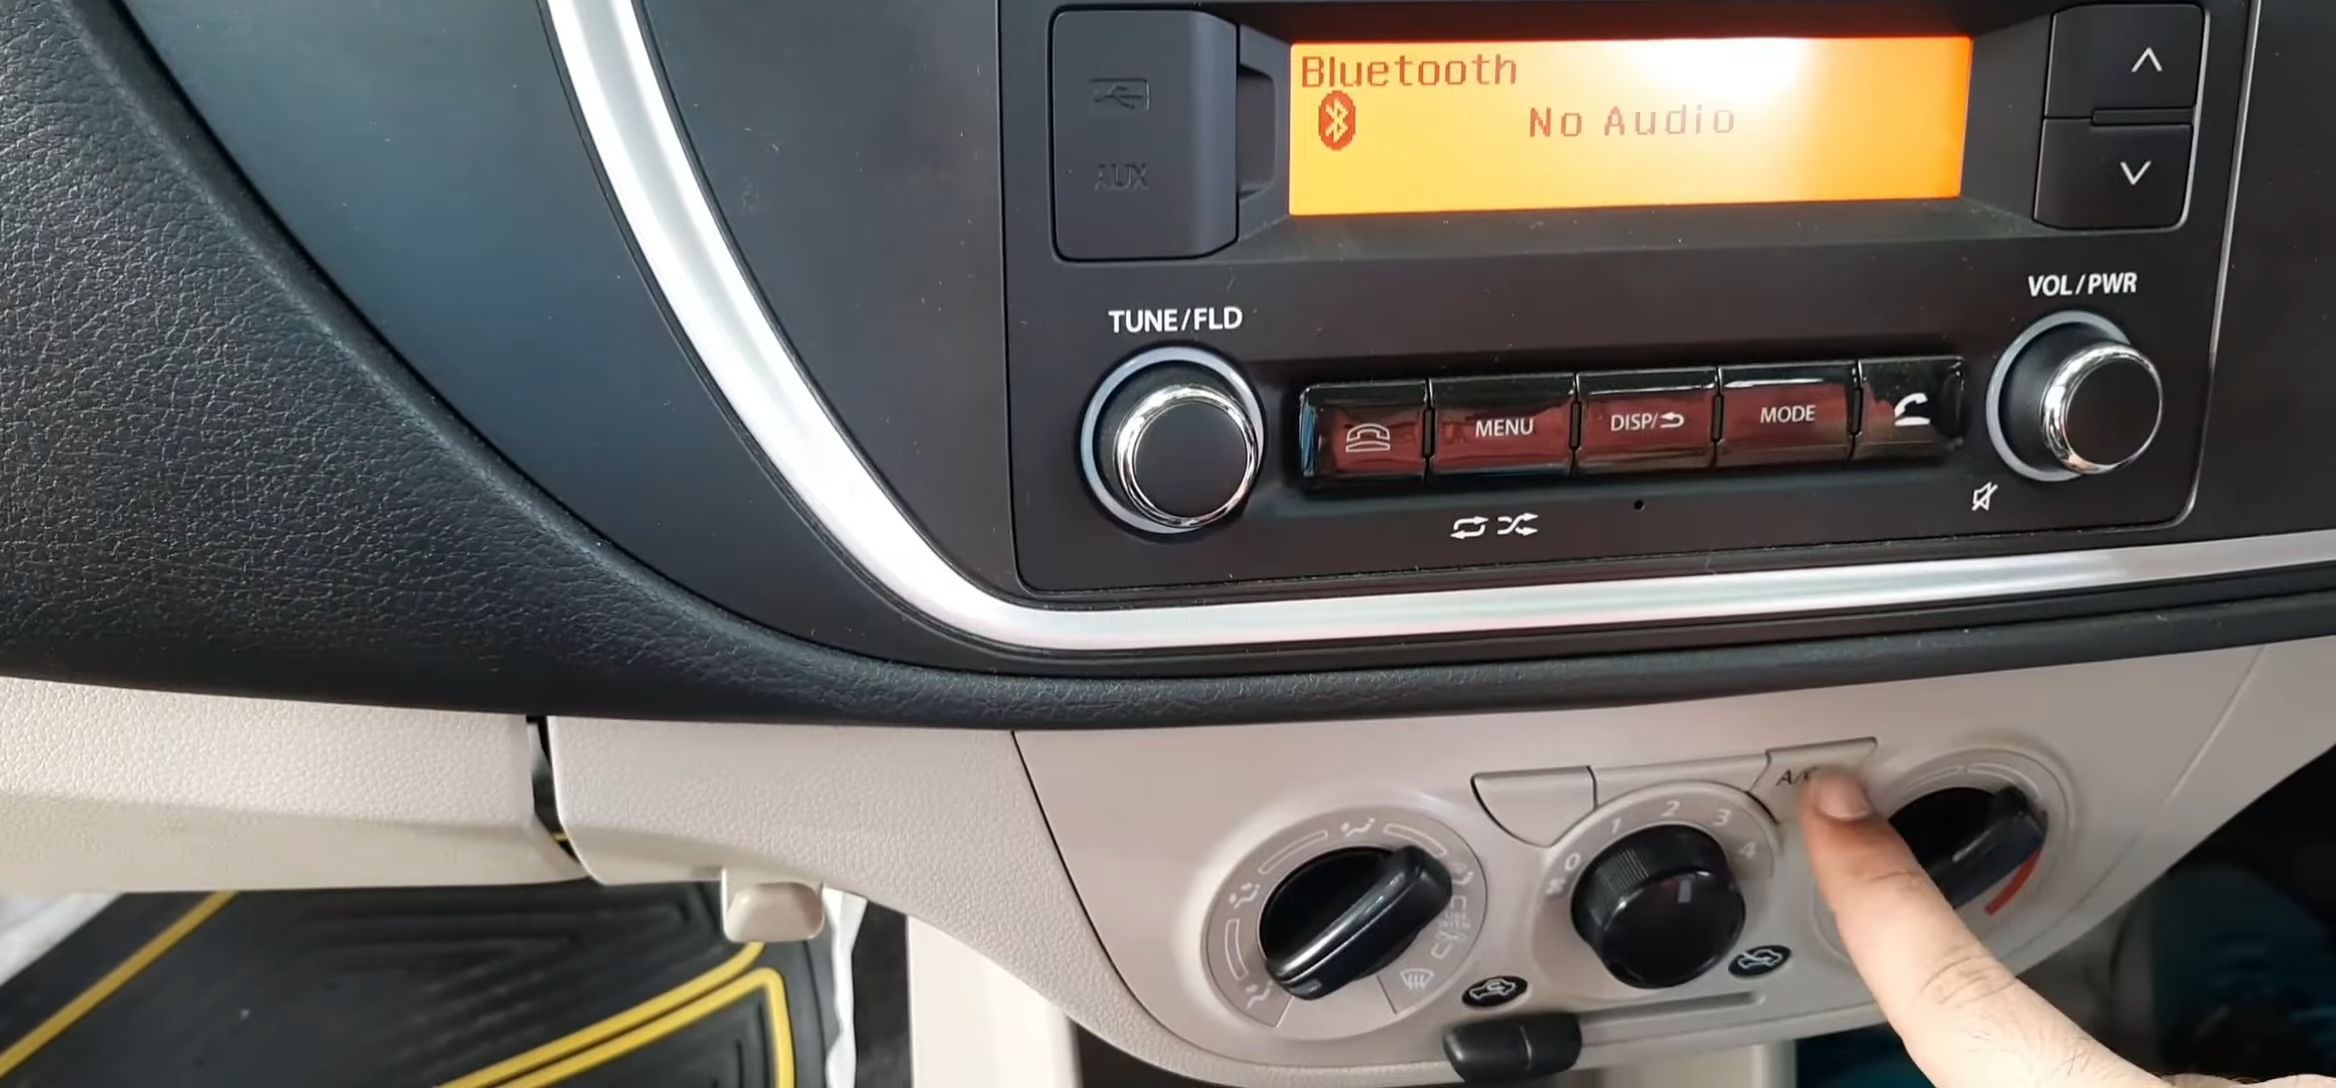 Bluetooth
No Audio
AUX
TUNE/FLD
VOL/PWR
MENU
DISP/
MODE
A/C
0 1 2 3 4